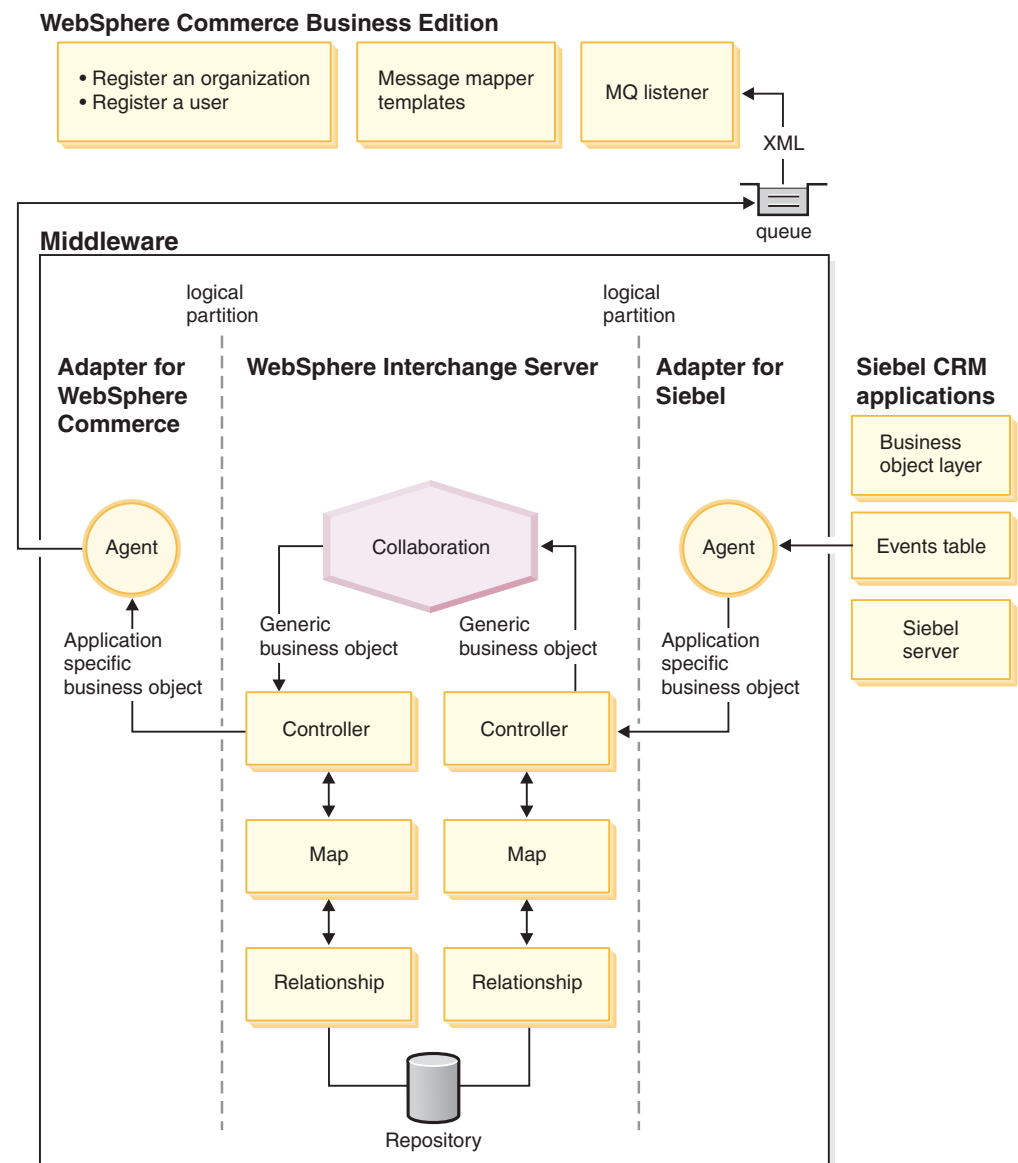 WebSphere Commerce Business Edition
• Register an organization
• Register a user
Message mapper
templates
MQ listener
XML
queue
Middleware
logical
partition
logical
partition
Adapter for
WebSphere
Commerce
WebSphere Interchange Server
Adapter for
Siebel
Siebel CRM
applications
Business
object layer
Agent
Collaboration
Agent
Events table
Application
specific
business object
Generic
business object
Generic
business object
Application
specific
business object
Siebel
server
Controller
Controller
Map
Map
Relationship
Relationship
Repository